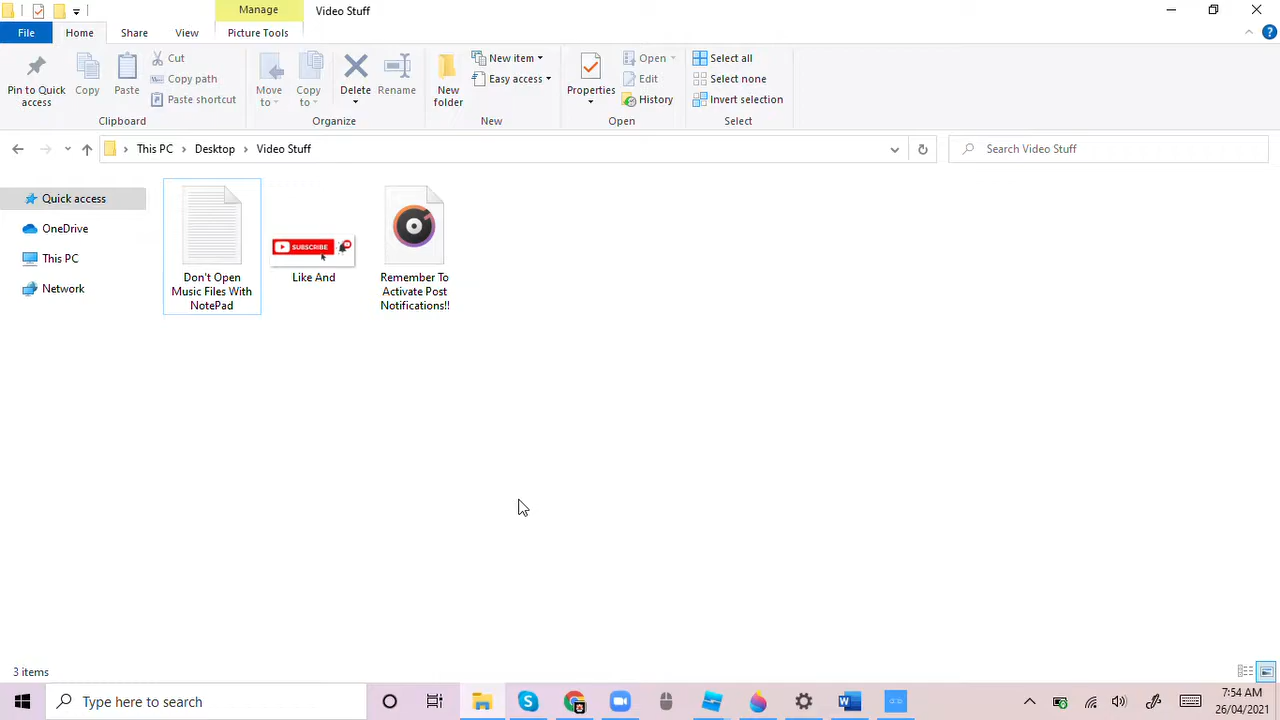 Manage
Video Stuff
File
Home
Share
View
Picture Tools
Pin to Quick
access
Copy
Paste
Cut
Copy path
Paste shortcut
Clipboard
Move
to
Copy
to
Delete
Rename
Organize
New
folder
New item
Easy access
New
Properties
Open
Edit
History
Open
Select all
Select none
Invert selection
Select
This PC
Desktop
Video Stuff
Search Video Stuff
Quick access
OneDrive
This PC
Network
Don't Open
Music Files With
NotePad
SUBSCRIBE
Like And
Remember To
Activate Post
Notifications!!
3 items
Type here to search
7:54 AM
26/04/2021